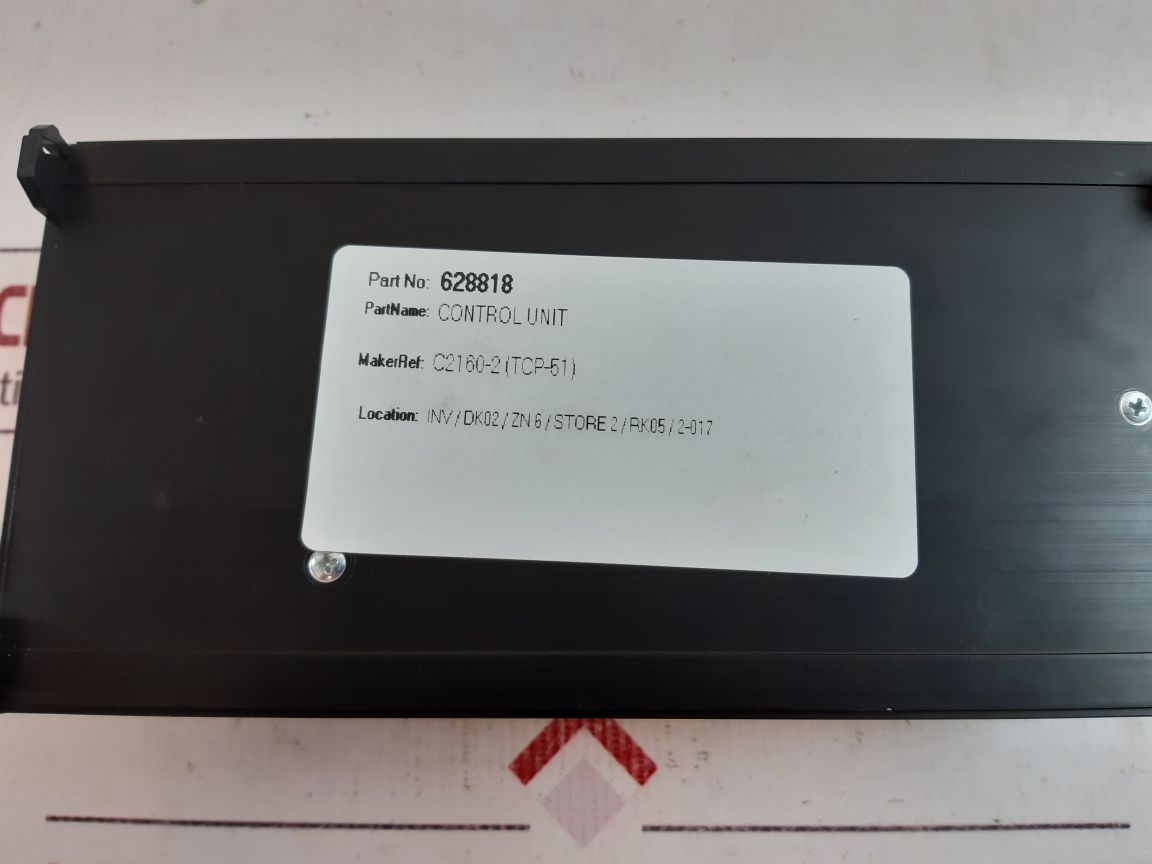 Part No: 628818
PartName: CONTROL UNIT
MakerRef: C2160-2 (TCP-51)
Location: INV / DK02 / ZN 6 / STORE 2 / RK05 / 2-017